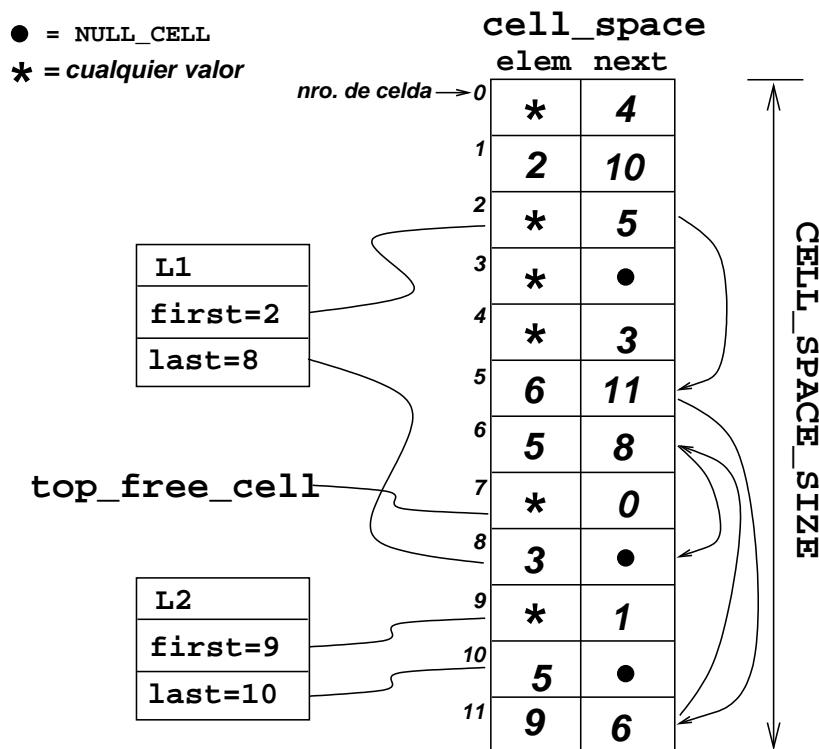 cell_space
● = NULL_CELL
* = cualquier valor
elem next
nro. de celda 0 * 4
1 2 10
2 * 5
3 * ●
4 * 3
5 6 11
6 5 8
7 * 0
8 3 ●
9 * 1
10 5 ●
11 9 6
L1
first=2
last=8
top_free_cell
L2
first=9
last=10
CELL_SPACE_SIZE